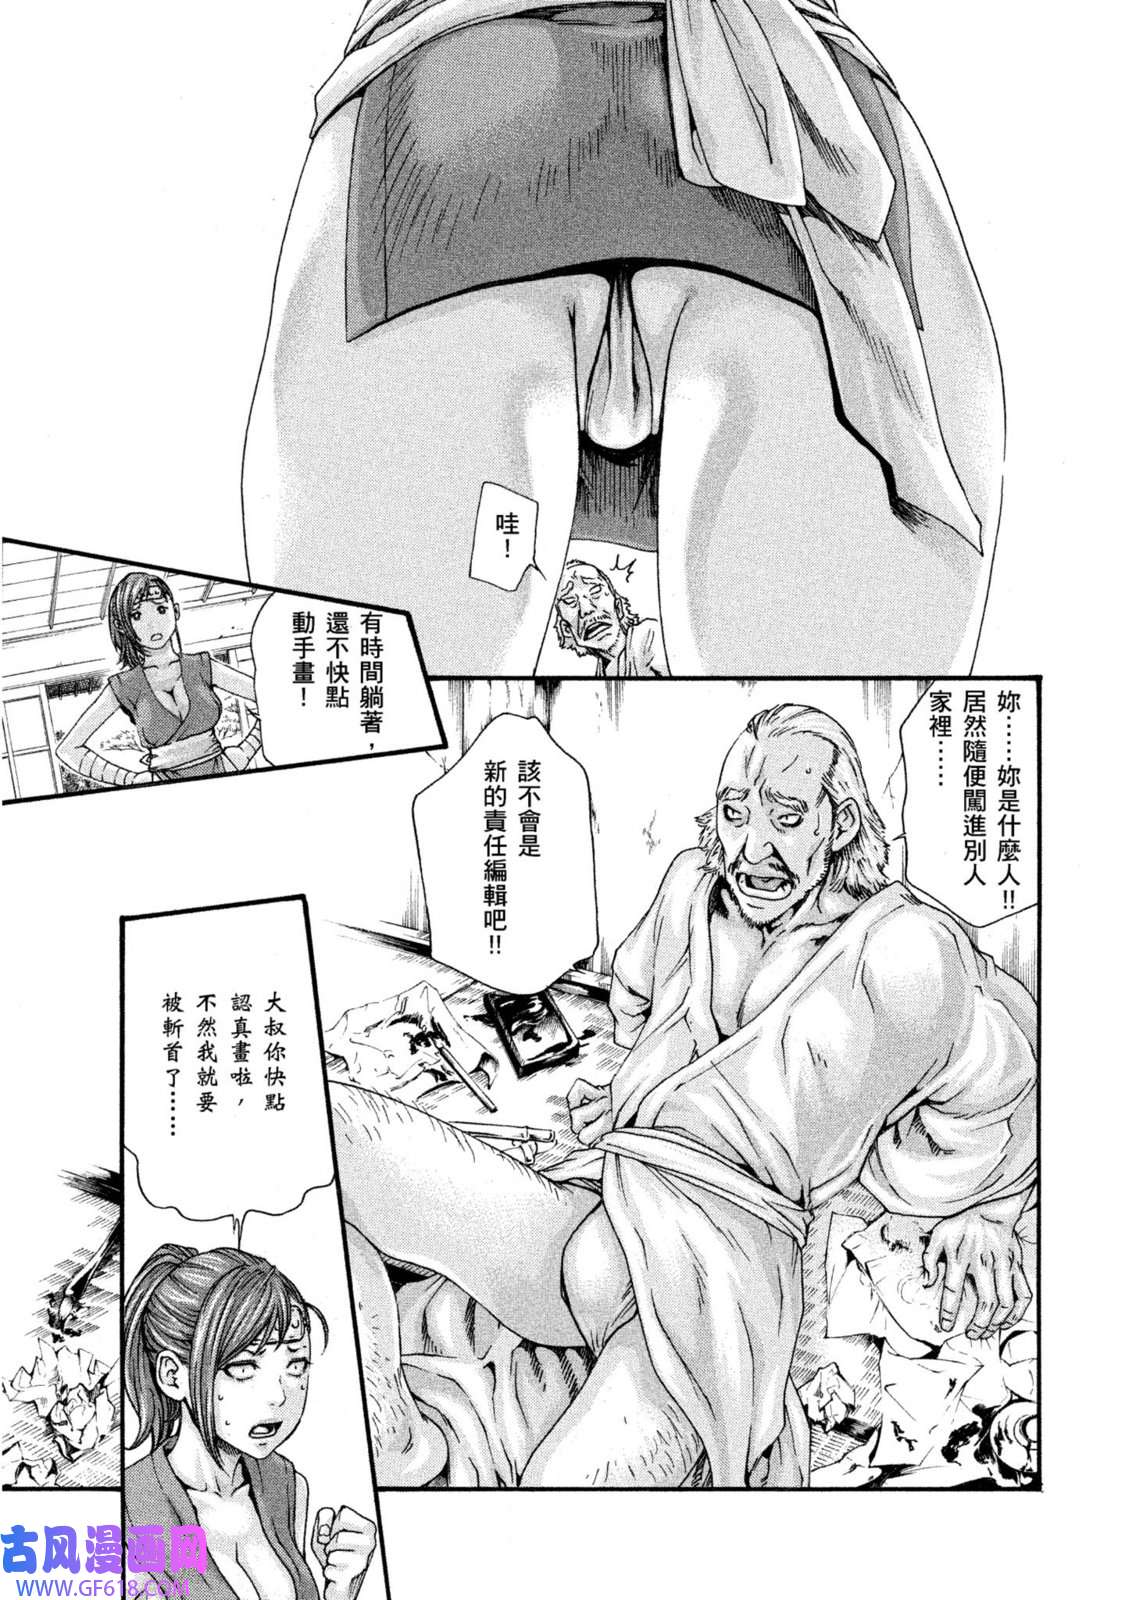 哇！
有時間躺著，
還不快點
動手畫！
妳……妳是什麼人!!
居然隨便闖進別人
家裡……
該不會是
新的責任編輯吧!!
大叔你快點
認真畫啦，
不然我就要
被斬首了……
古风漫画网
WWW.GF618.COM